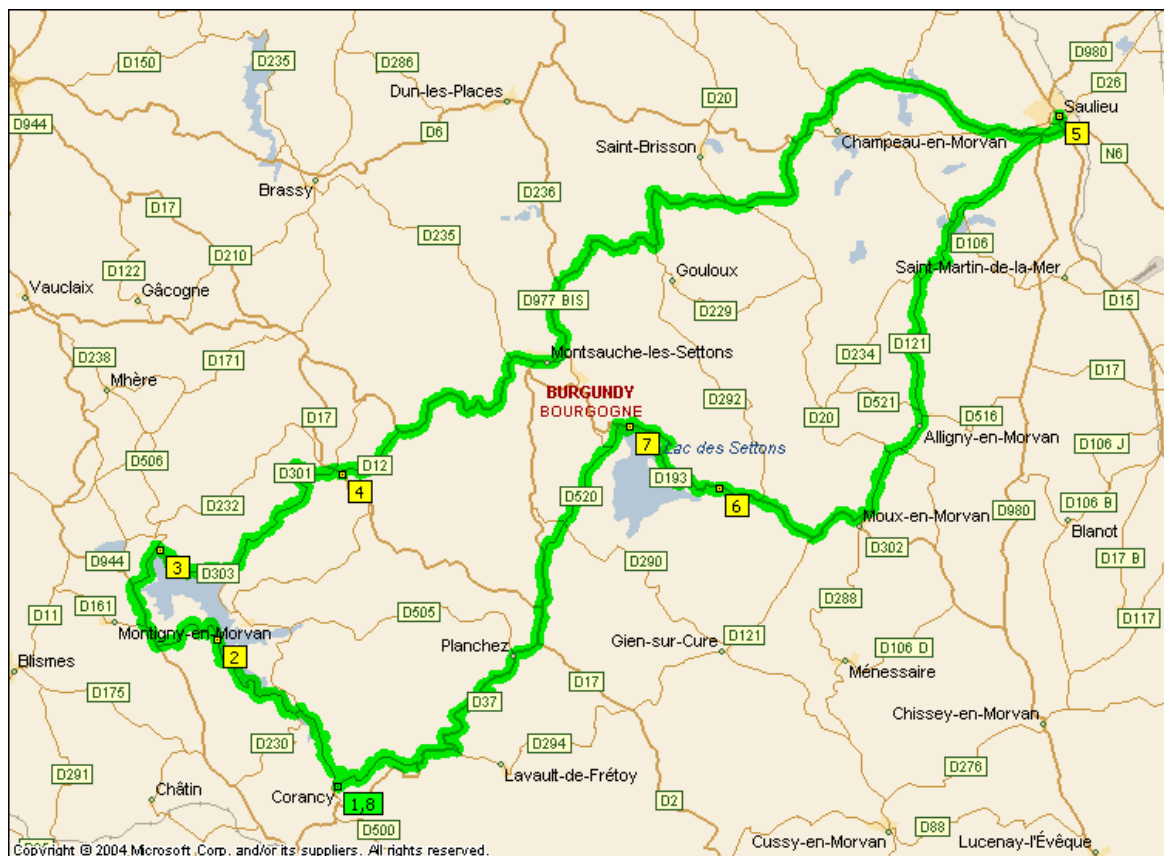 D150
D235
D286
D980
D26
Dun-les-Places
D20
Saulieu
D944
D6
5
Champeau-en-Morvan
Saint-Brisson
N6
Brassy
D236
D17
D235
D106
D210
Saint-Martin-de-la-Mer
D122
Gouloux
Vauclaix
Gâcogne
D977 BIS
D15
D229
D121
D238
D171
Montsauche-les-Settons
D234
D17
Mhère
BURGUNDY
BOURGOGNE
D292
D521
D17
D20
D516
Alligny-en-Morvan
D106 J
D506
7
Lac des Settons
D301
D12
D193
4
D520
6
D232
D980
D106 B
Moux-en-Morvan
Blanot
D302
D944
3
D303
D290
D17 B
D288
D161
D505
D11
Montigny-en-Morvan
D117
Planchez
Gien-sur-Cure
D121
D106 D
2
Blismes
Ménessaire
D17
D175
D37
Chissey-en-Morvan
D230
D294
D276
D291
Lavault-de-Frétoy
Châtin
Corancy
1,8
D2
D500
D88
Cussy-en-Morvan
Lucenay-l'Évêque
Copyright © 2004 Microsoft Corp. and/or its suppliers. All rights reserved.